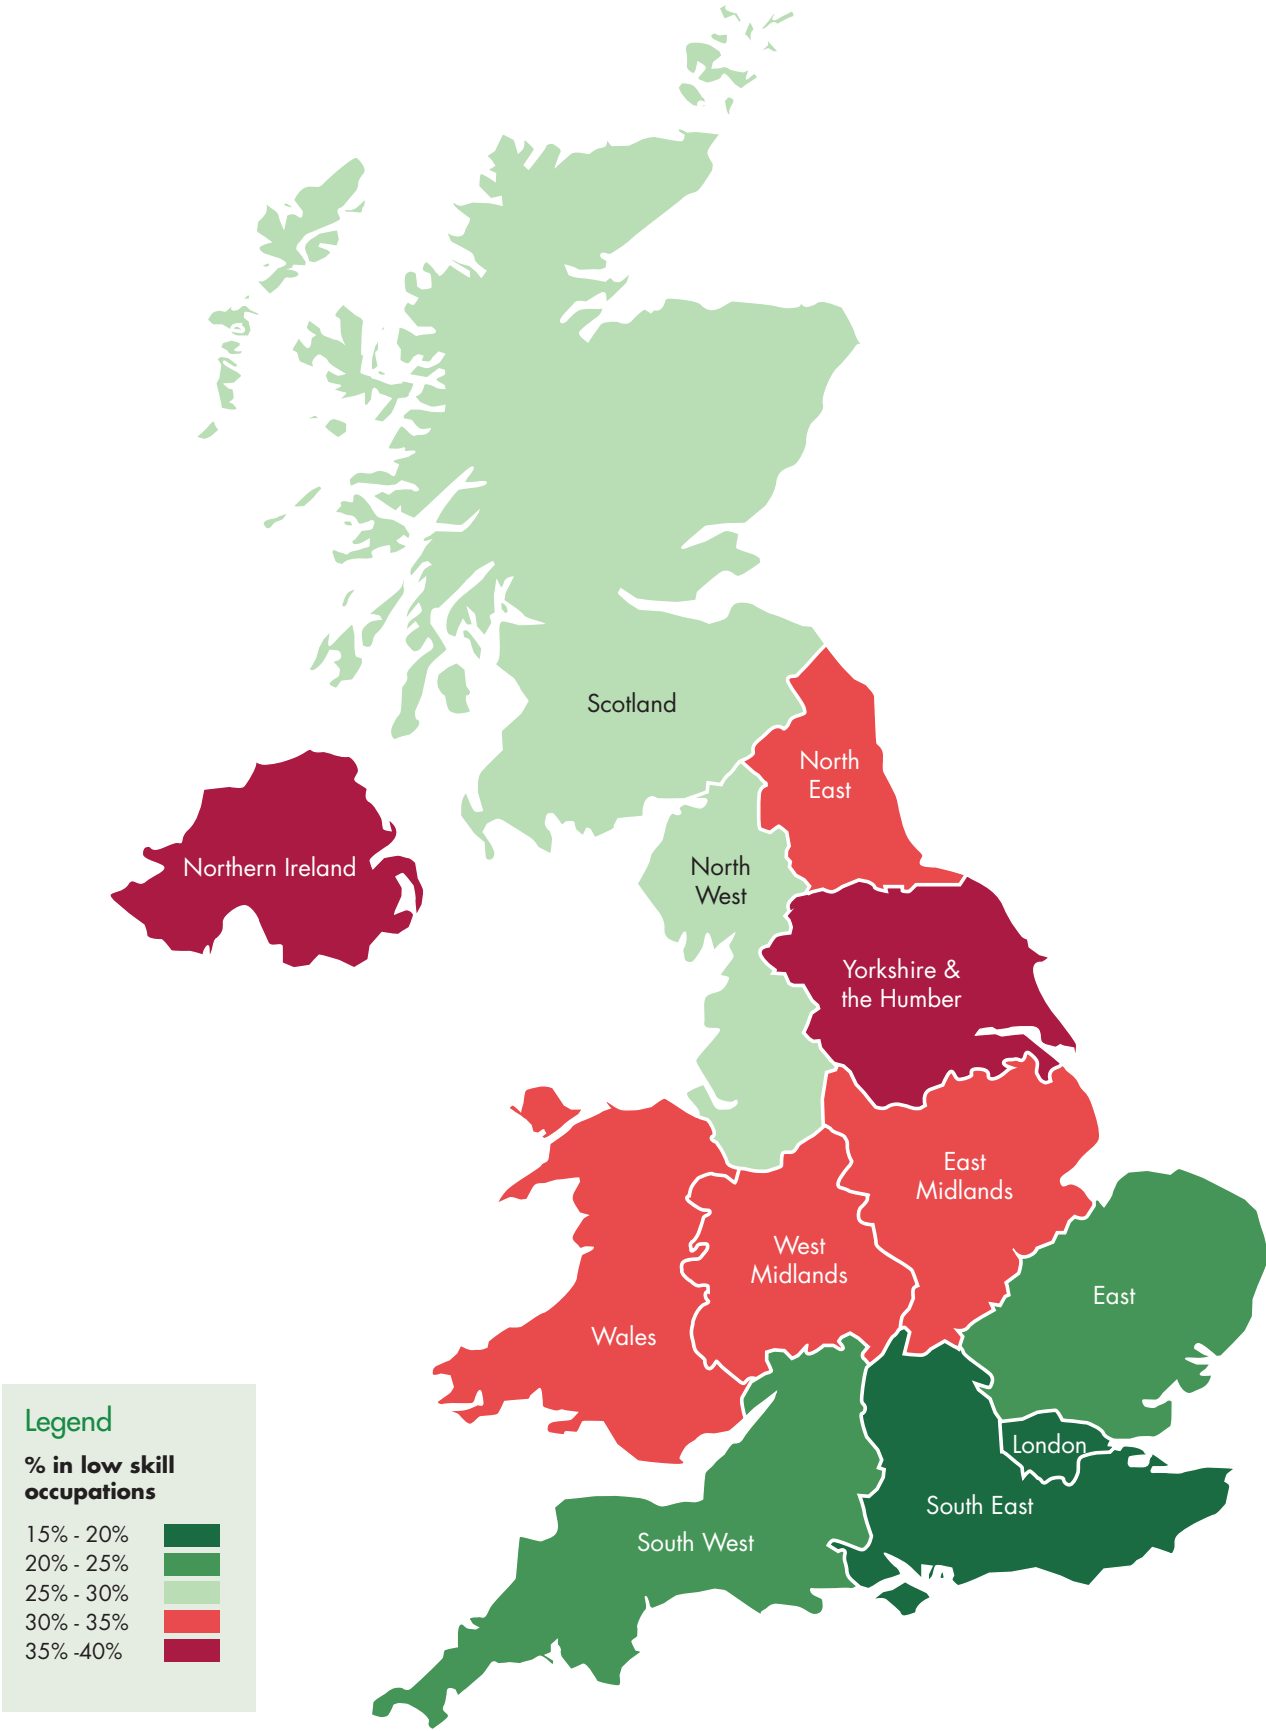 Scotland
North
East
Northern Ireland
North
West
Yorkshire &
the Humber
East
Midlands
West
Midlands
East
Wales
London
South East
South West
Legend
% in low skill
occupations
15% - 20%
20% - 25%
25% - 30%
30% - 35%
35% -40%